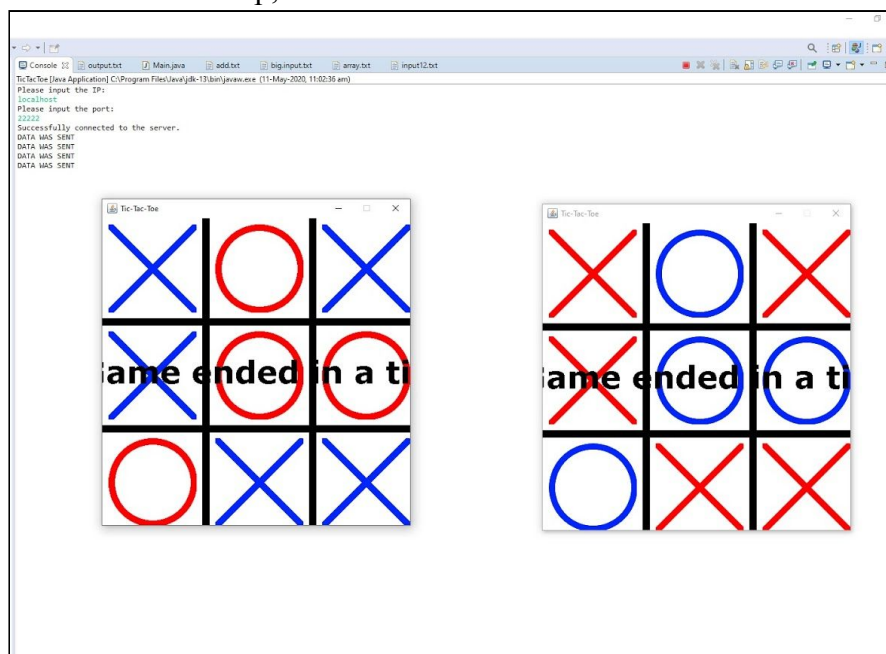 Console output.txt Main.java add.txt big.input.txt array.txt input12.txt
TicTacToe [Java Application] C:\Program Files\Java\jdk-13\bin\javaw.exe (11-May-2020, 11:02:36 am)
Please input the IP:
localhost
Please input the port:
22222
Successfully connected to the server.
DATA WAS SENT
DATA WAS SENT
DATA WAS SENT
DATA WAS SENT
Tic-Tac-Toe
ame ended in a ti
Tic-Tac-Toe
ame ended in a ti